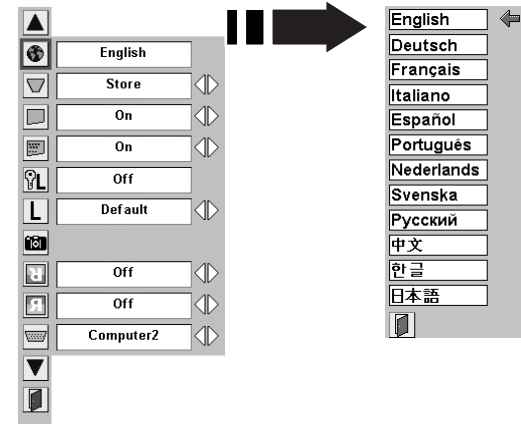 English
Store
On
On
L
Off
L
Default
R
Off
R
Off
Computer2
English
Deutsch
Français
Italiano
Español
Português
Nederlands
Svenska
Русский
中文
한글
日本語